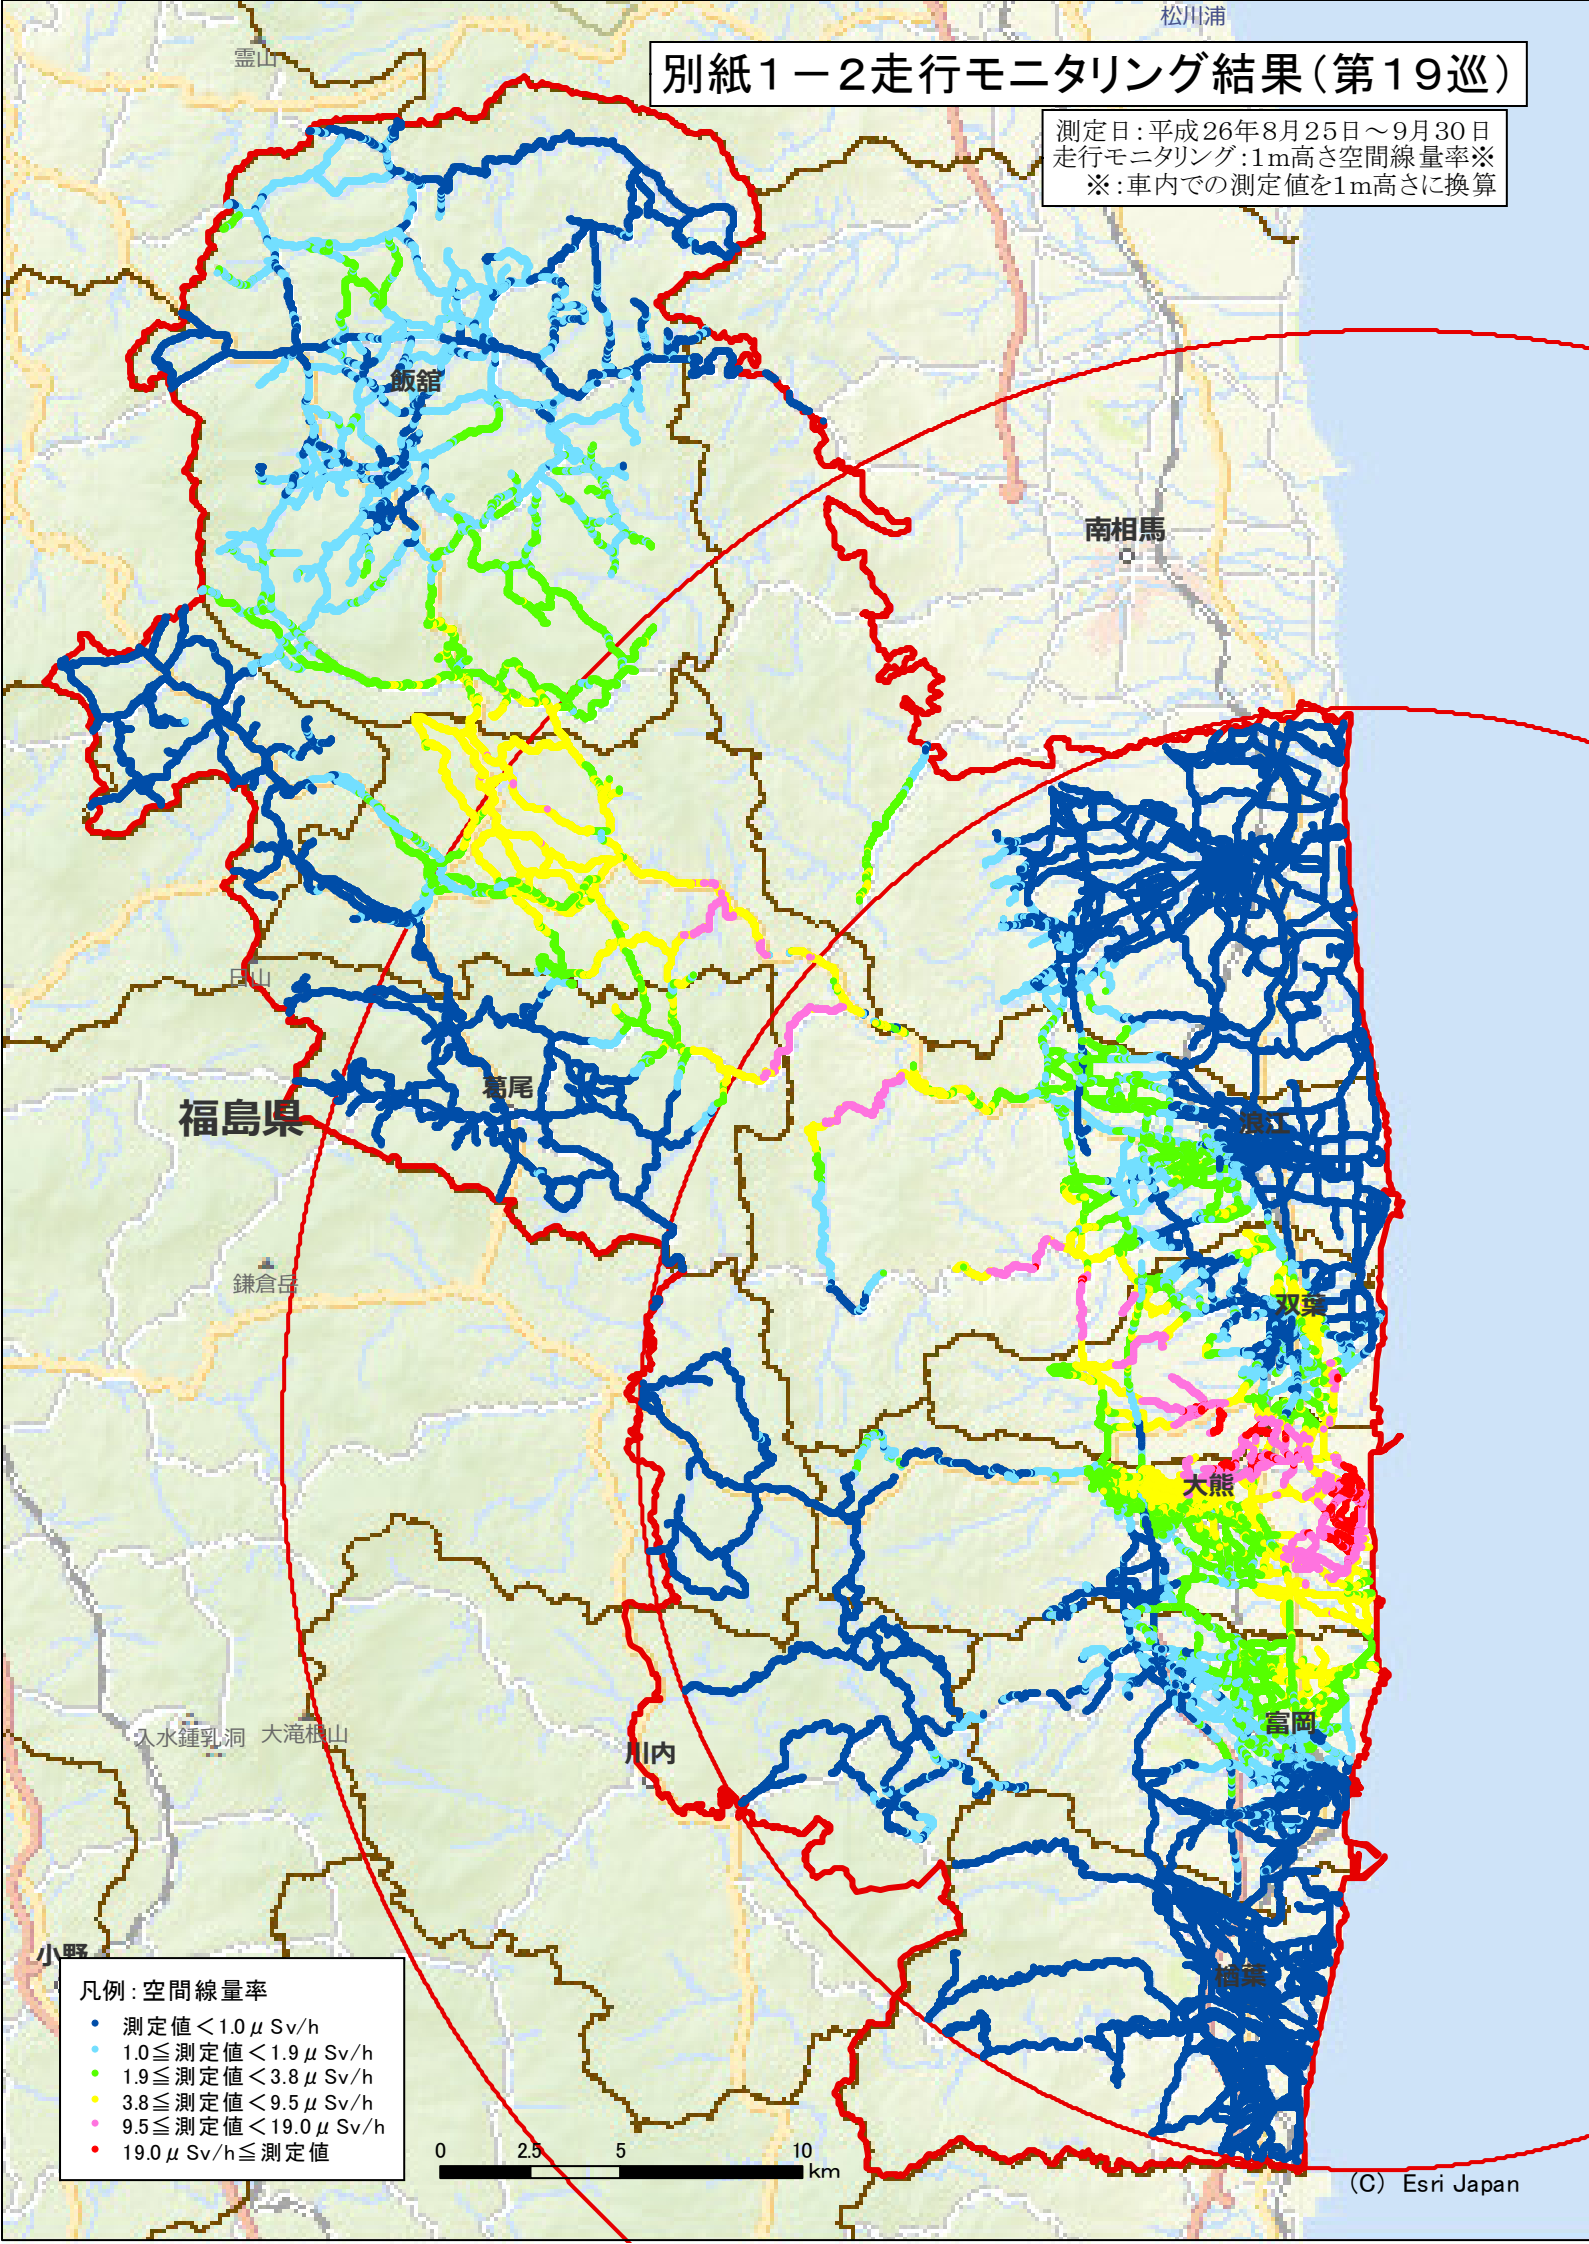 松川浦
霊山
別紙1－2走行モニタリング結果(第19巡)
測定日:平成26年8月25日～9月30日
走行モニタリング:1m高さ空間線量率※
※:車内での測定値を1m高さに換算
飯舘
南相馬
日山
葛尾
福島県
浪江
鎌倉岳
双葉
大熊
富岡
入水鍾乳洞
大滝根山
川内
小野
楢葉
凡例:空間線量率
測定値＜1.0μSv/h
1.0≦測定値＜1.9μSv/h
1.9≦測定値＜3.8μSv/h
3.8≦測定値＜9.5μSv/h
9.5≦測定値＜19.0μSv/h
19.0μSv/h≦測定値
0 2.5 5 10
km
(C) Esri Japan